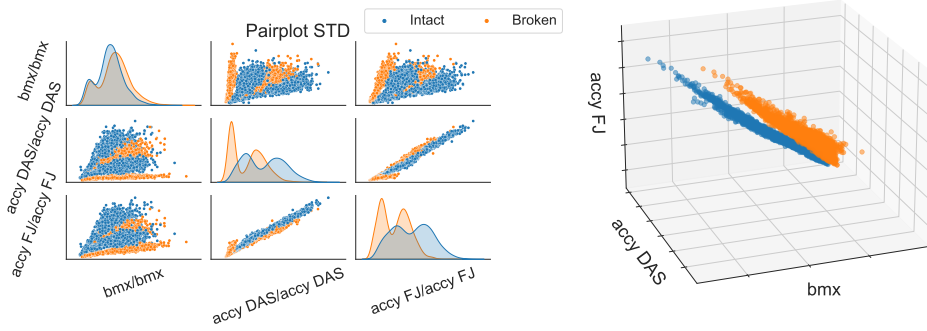 Pairplot STD
Intact
Broken
bmx/bmx
accy DAS/accy DAS
accy FJ/accy FJ
bmx/bmx
accy DAS/accy DAS
accy FJ/accy FJ
accy FJ
accy DAS
bmx